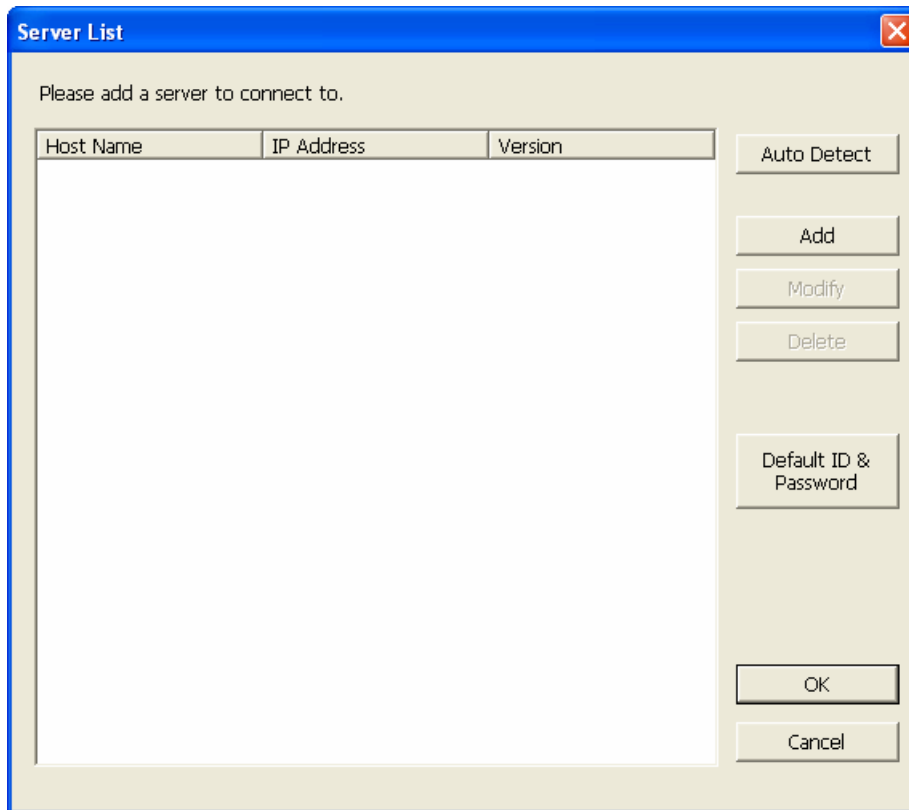 Server List
Please add a server to connect to.
Host Name IP Address Version
Auto Detect
Add
Modify
Delete
Default ID &
Password
OK
Cancel